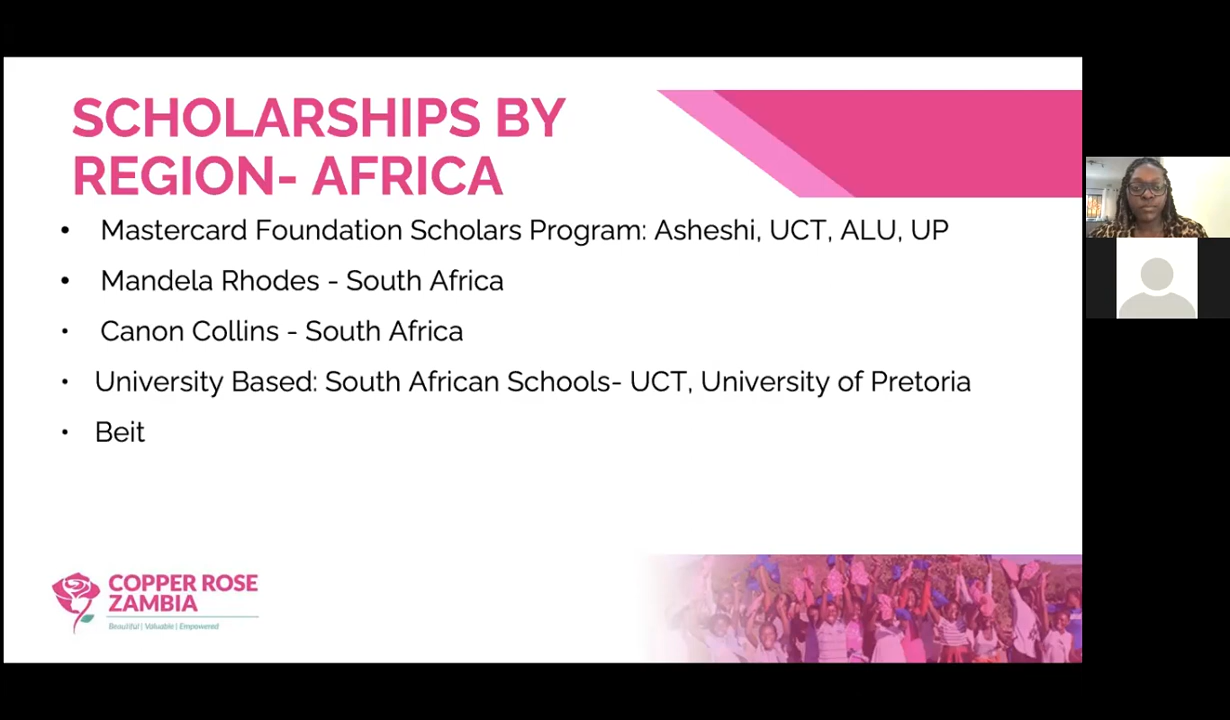 SCHOLARSHIPS BY
REGION- AFRICA
• Mastercard Foundation Scholars Program: Asheshi, UCT, ALU, UP
• Mandela Rhodes - South Africa
• Canon Collins - South Africa
• University Based: South African Schools- UCT, University of Pretoria
• Beit
COPPER ROSE
ZAMBIA
Beautiful | Valuable | Empowered